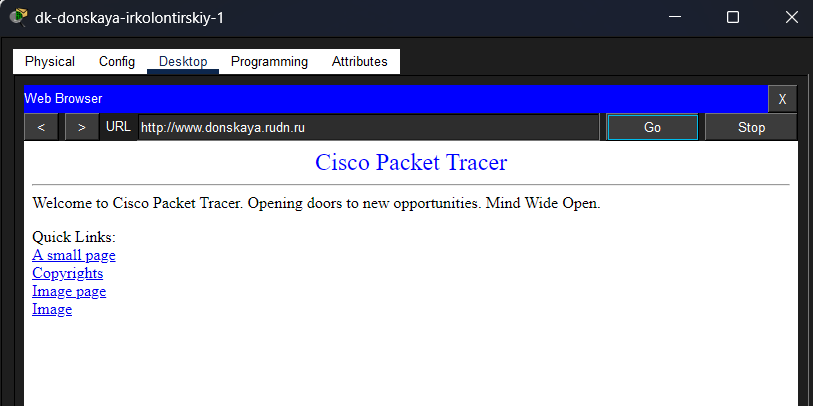 dk-donskaya-irkolontirskiy-1
Physical Config Desktop Programming Attributes
Web Browser X
< > URL http://www.donskaya.rudn.ru Go Stop
Cisco Packet Tracer
Welcome to Cisco Packet Tracer. Opening doors to new opportunities. Mind Wide Open.
Quick Links:
A small page
Copyrights
Image page
Image